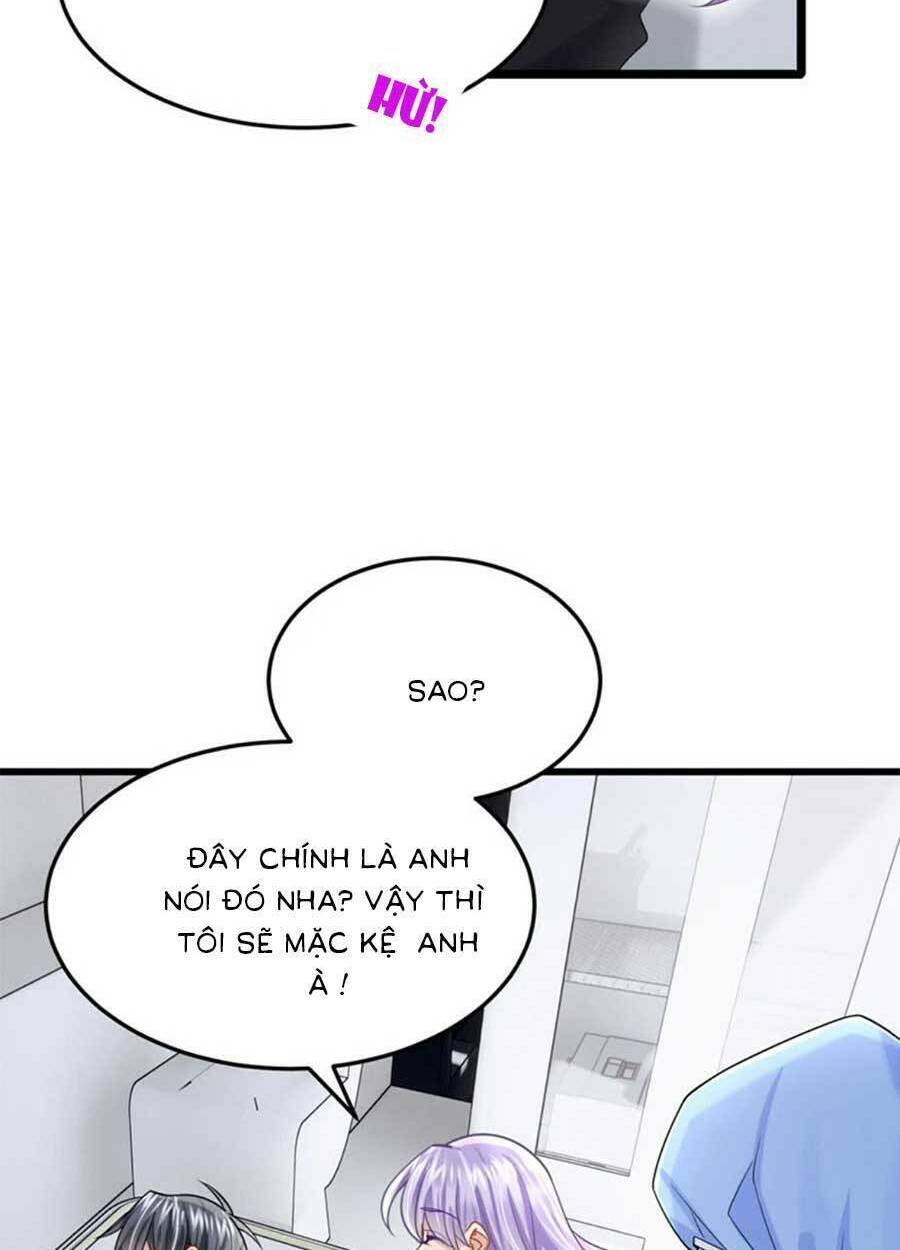 HỪ!
SAO?
ĐÂY CHÍNH LÀ ANH
NÓI ĐÓ NHA? VẬY THÌ
TÔI SẼ MẶC KỆ ANH
À !